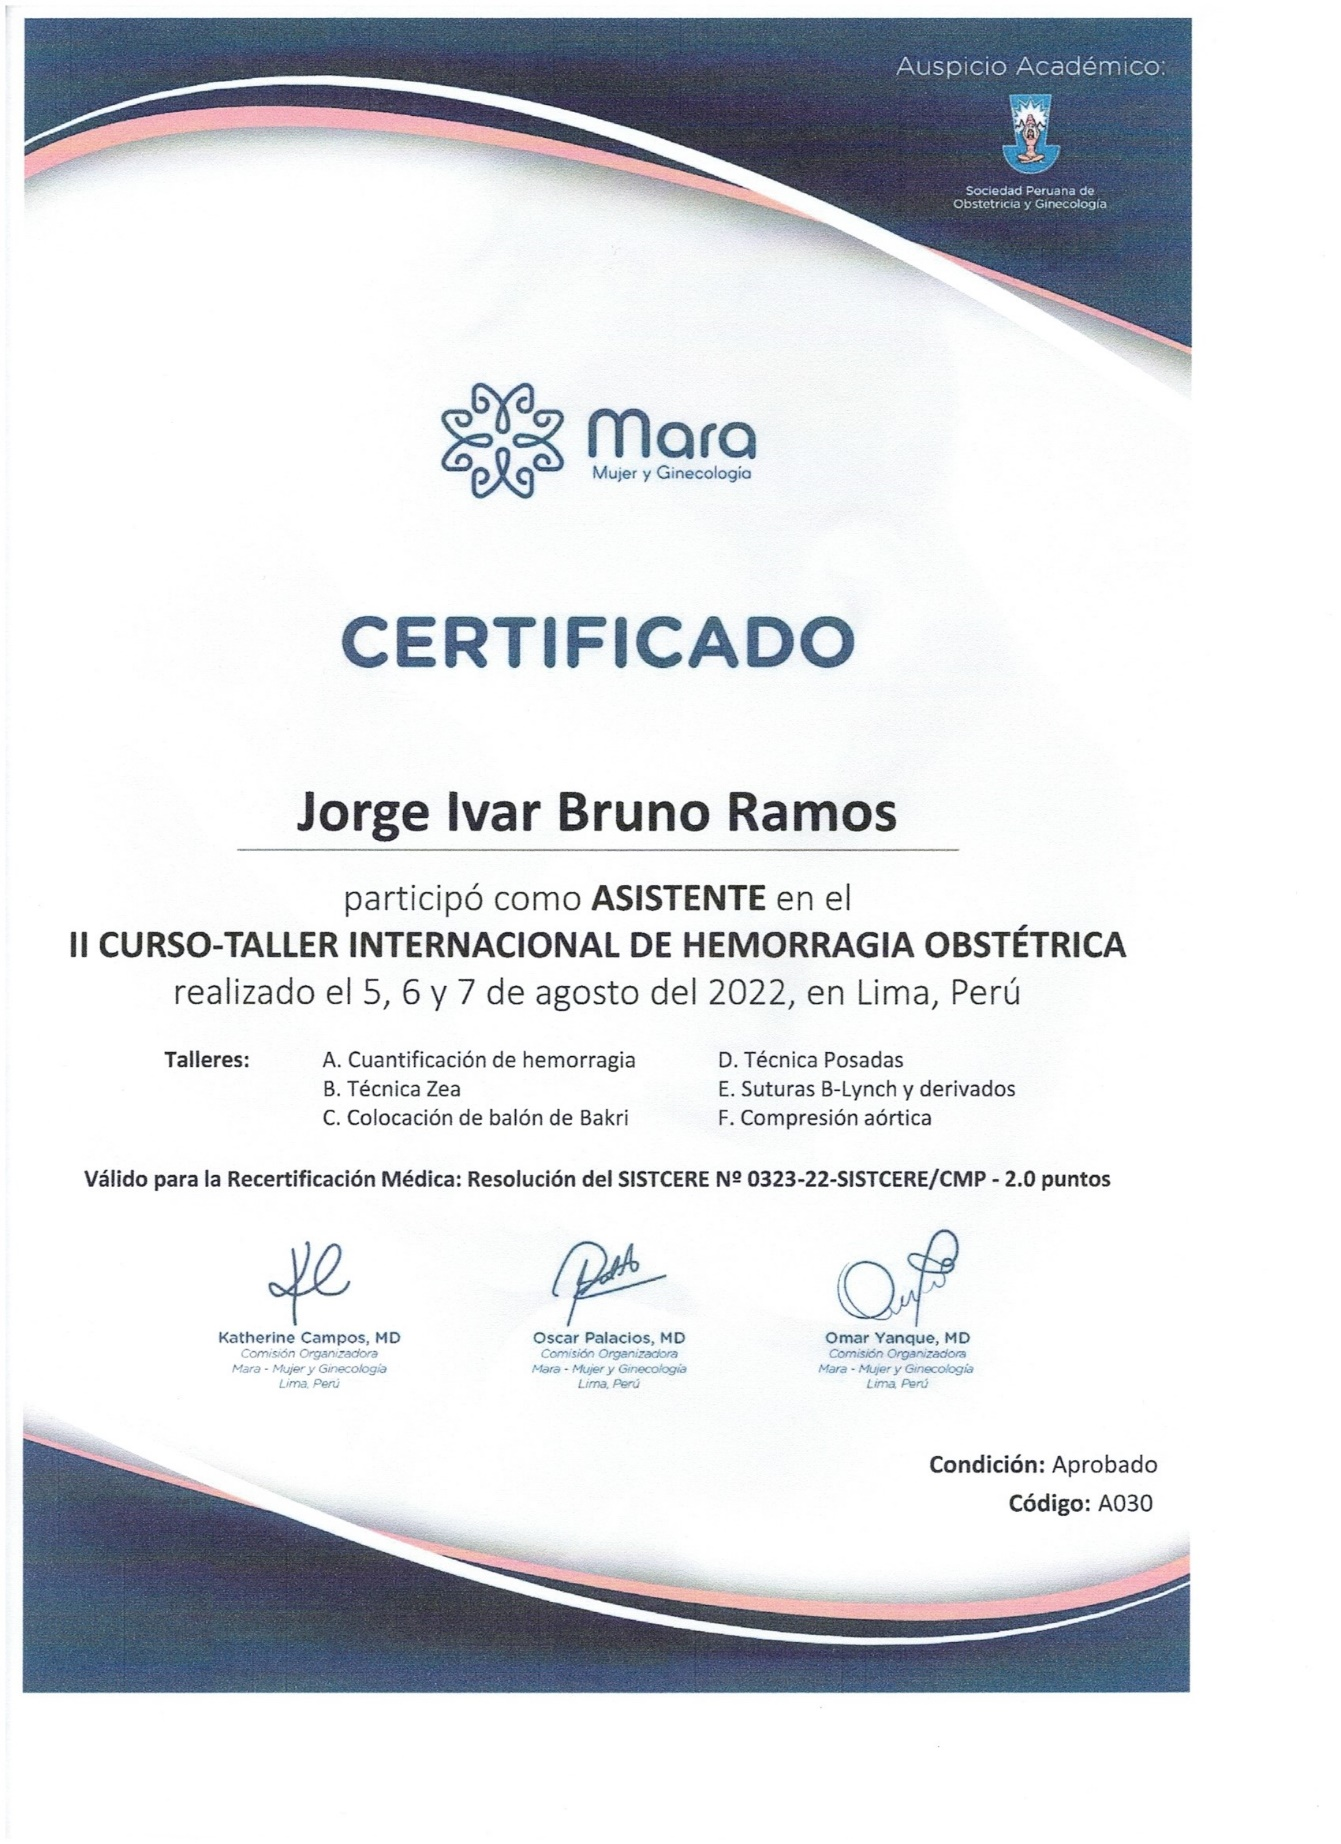 Auspicio Académico:
Sociedad Peruana de
Obstetricia y Ginecología
Mara
Mujer y Ginecología
CERTIFICADO
Jorge Ivar Bruno Ramos
participó como ASISTENTE en el
II CURSO-TALLER INTERNACIONAL DE HEMORRAGIA OBSTÉTRICA
realizado el 5, 6 y 7 de agosto del 2022, en Lima, Perú
Talleres: A. Cuantificación de hemorragia D. Técnica Posadas
B. Técnica Zea E. Suturas B-Lynch y derivados
C. Colocación de balón de Bakri F. Compresión aórtica
Válido para la Recertificación Médica: Resolución del SISTCERE Nº 0323-22-SISTCERE/CMP - 2.0 puntos
Katherine Campos, MD Oscar Palacios, MD Omar Yanque, MD
Comisión Organizadora Comisión Organizadora Comisión Organizadora
Mara - Mujer y Ginecología Mara - Mujer y Ginecología Mara - Mujer y Ginecología
Lima, Perú Lima, Perú Lima, Perú
Condición: Aprobado
Código: A030